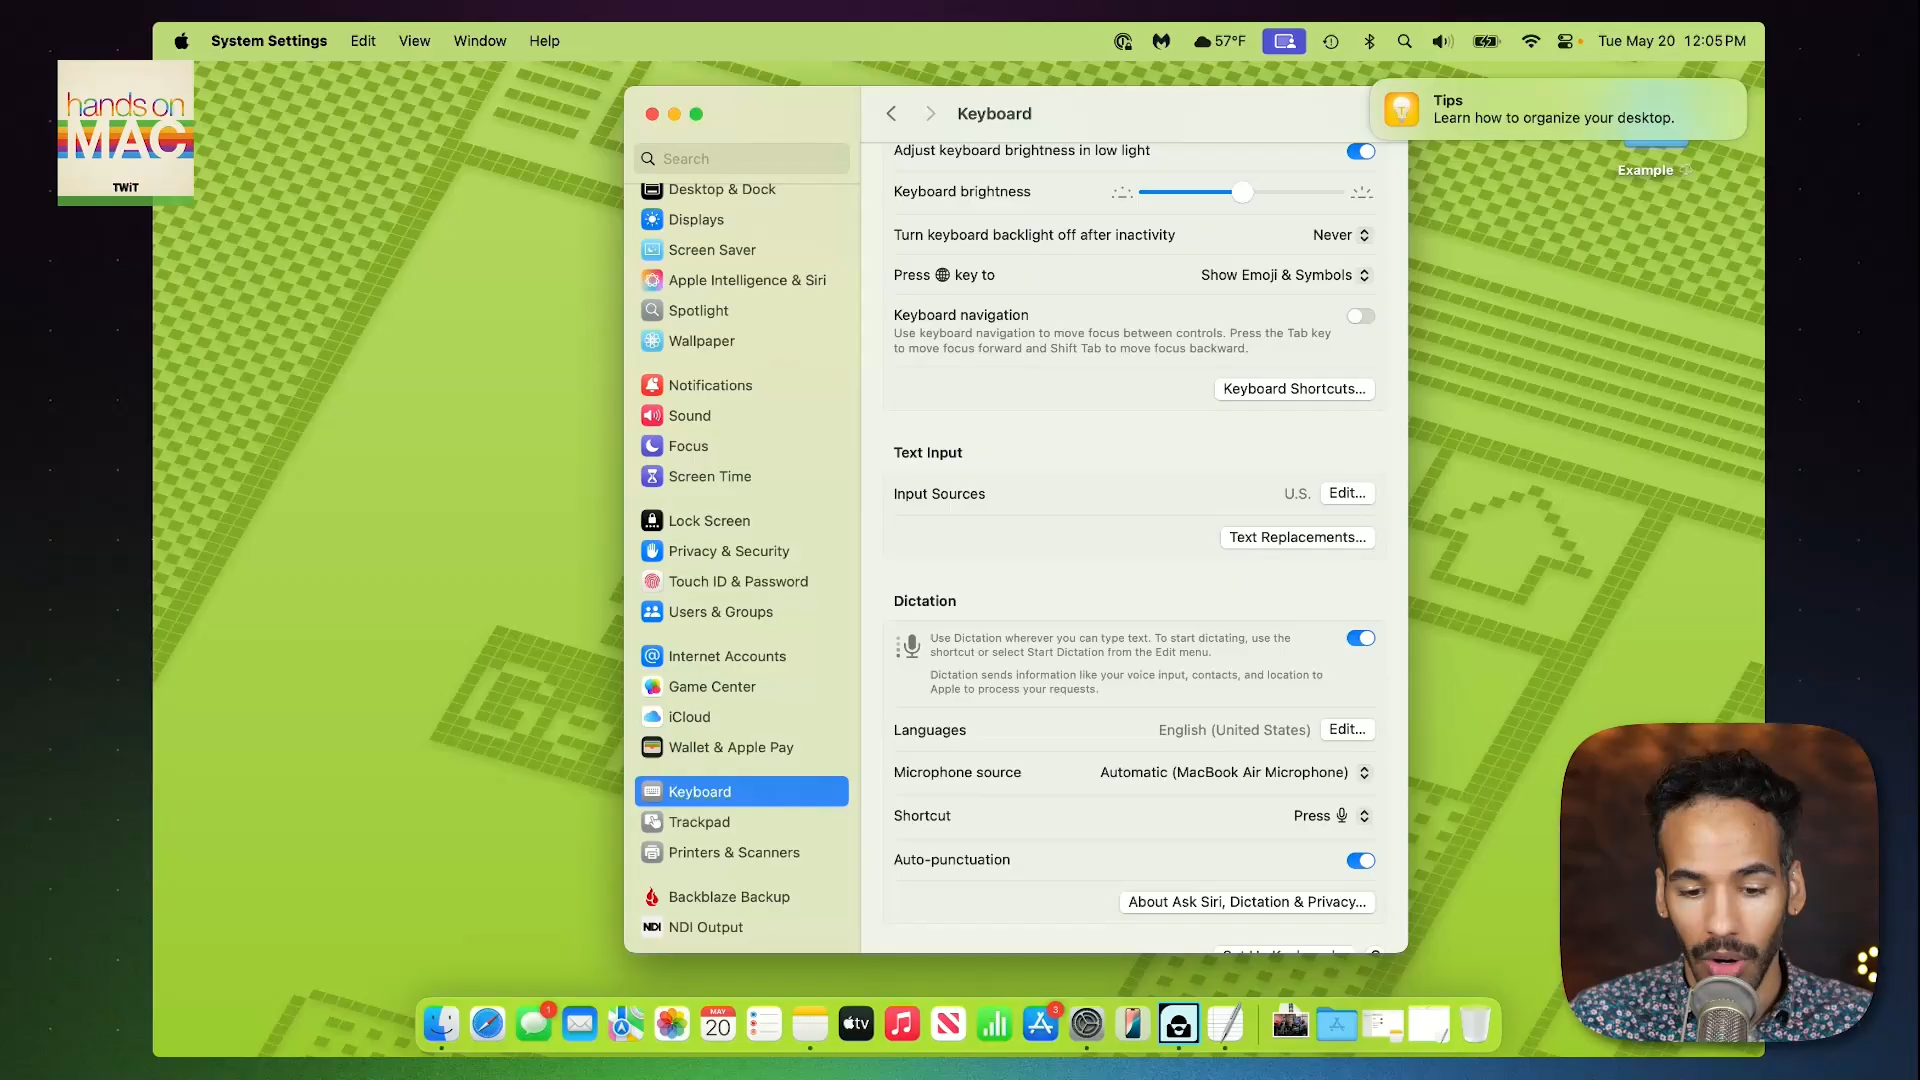 System Settings Edit View Window Help
57°F
Tue May 20 12:05 PM
hands on
MAC
TWiT
Keyboard
Tips
Learn how to organize your desktop.
Example
Search
Desktop & Dock
Displays
Screen Saver
Apple Intelligence & Siri
Spotlight
Wallpaper
Notifications
Sound
Focus
Screen Time
Lock Screen
Privacy & Security
Touch ID & Password
Users & Groups
Internet Accounts
Game Center
iCloud
Wallet & Apple Pay
Keyboard
Trackpad
Printers & Scanners
Backblaze Backup
NDI NDI Output
Adjust keyboard brightness in low light
Keyboard brightness
Turn keyboard backlight off after inactivity Never
Press key to Show Emoji & Symbols
Keyboard navigation
Use keyboard navigation to move focus between controls. Press the Tab key
to move focus forward and Shift Tab to move focus backward.
Keyboard Shortcuts...
Text Input
Input Sources U.S. Edit...
Text Replacements...
Dictation
Use Dictation wherever you can type text. To start dictating, use the
shortcut or select Start Dictation from the Edit menu.
Dictation sends information like your voice input, contacts, and location to
Apple to process your requests.
Languages English (United States) Edit...
Microphone source Automatic (MacBook Air Microphone)
Shortcut Press
Auto-punctuation
About Ask Siri, Dictation & Privacy...
1
MAY
20
tv
3